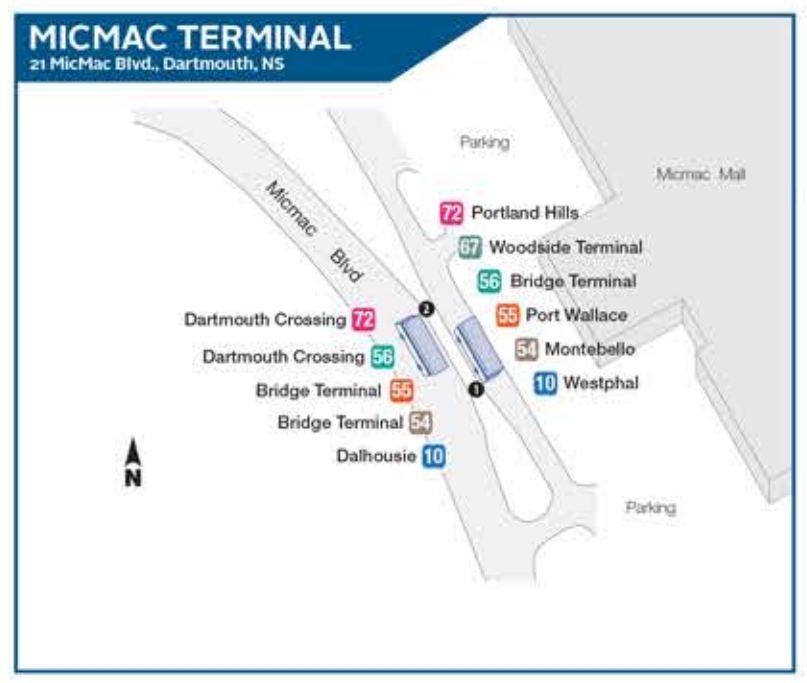 MICMAC TERMINAL
21 MicMac Blvd., Dartmouth, NS
Parking
Micmac Mall
Micmac Blvd
72 Portland Hills
67 Woodside Terminal
56 Bridge Terminal
55 Port Wallace
54 Montebello
10 Westphal
2
Dartmouth Crossing 72
Dartmouth Crossing 56
Bridge Terminal 55
Bridge Terminal 54
Dalhousie 10
1
N
Parking